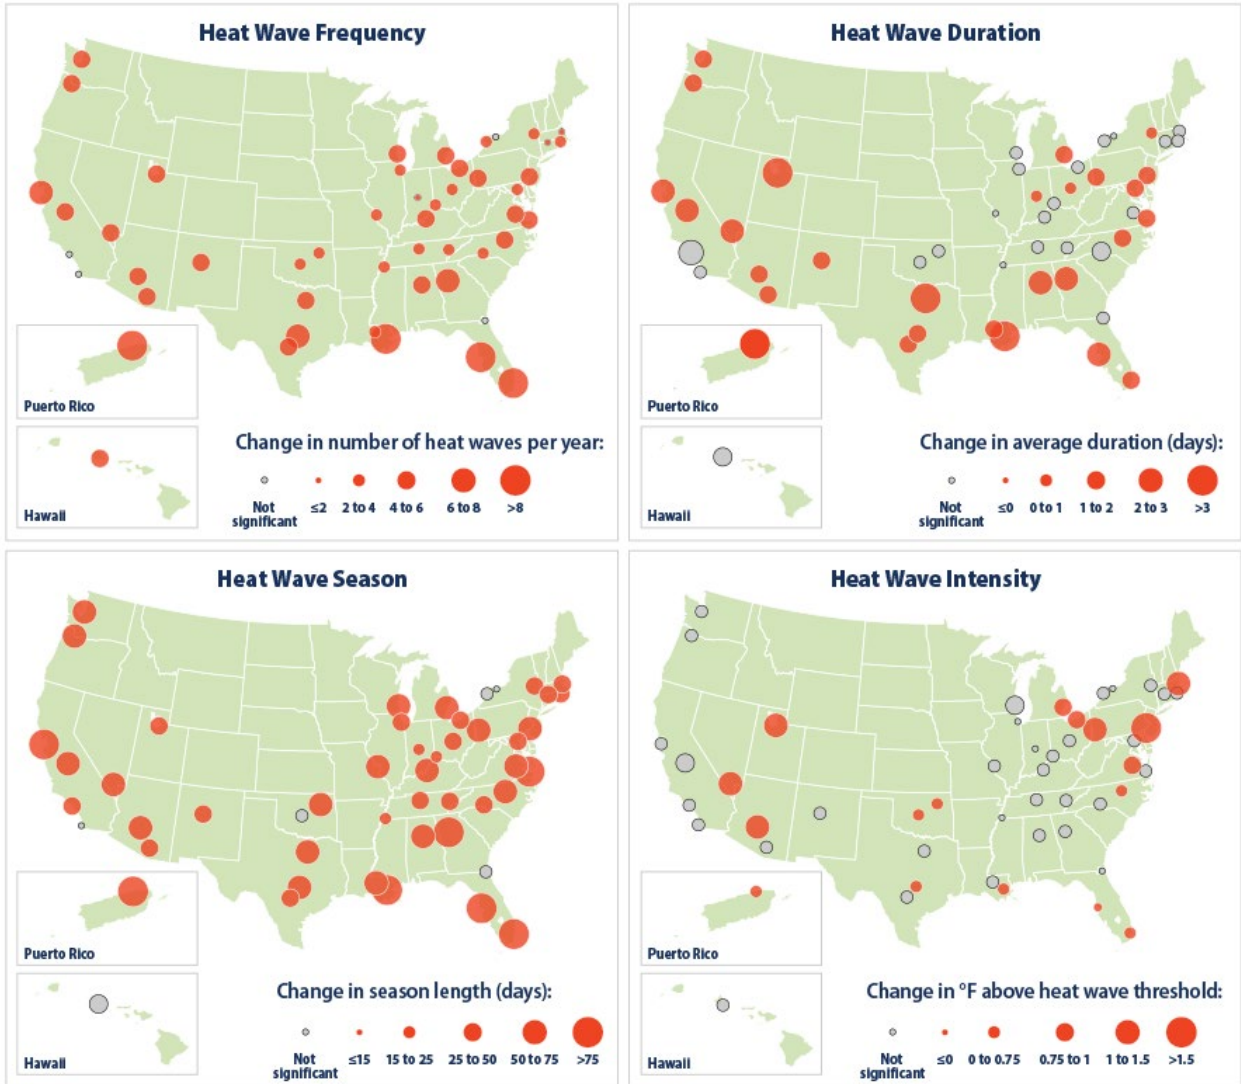 Heat Wave Frequency
Puerto Rico
Hawaii
Change in number of heat waves per year:
Not significant
≤2
2 to 4
4 to 6
6 to 8
>8
Heat Wave Duration
Puerto Rico
Hawaii
Change in average duration (days):
Not significant
≤0
0 to 1
1 to 2
2 to 3
>3
Heat Wave Season
Puerto Rico
Hawaii
Change in season length (days):
Not significant
≤15
15 to 25
25 to 50
50 to 75
>75
Heat Wave Intensity
Puerto Rico
Hawaii
Change in °F above heat wave threshold:
Not significant
≤0
0 to 0.75
0.75 to 1
1 to 1.5
>1.5